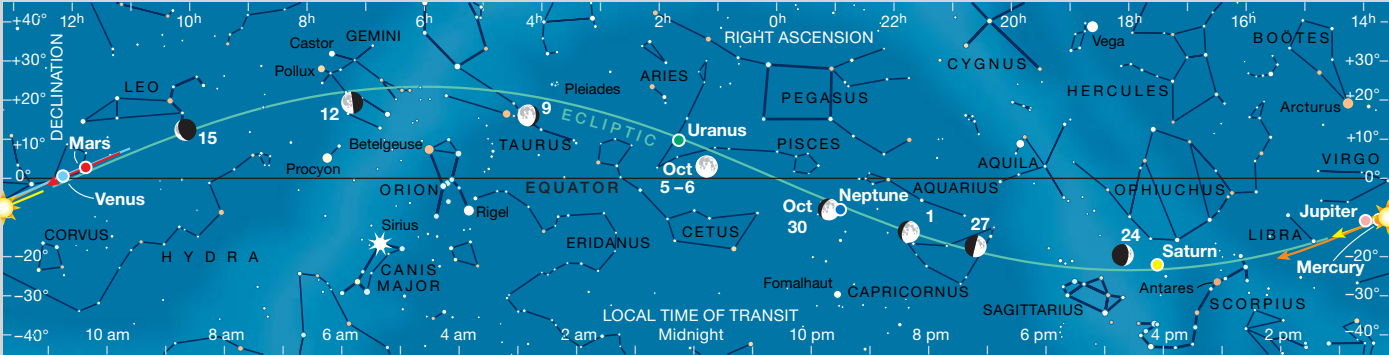 12h 10h 8h 6h 4h 2h 0h 22h 20h 18h 16h 14h
+40° +40°
RIGHT ASCENSION
DECLINATION
Castor GEMINI
Vega
BOÖTES
+30° +30°
Pollux
ARIES
CYGNUS
LEO
Pleiades
PEGASUS
HERCULES
+20° +20°
12
9
Arcturus
15
ECLIPTIC
Uranus
+10° +10°
Mars
Betelgeuse
TAURUS
PISCES
Procyon
Oct
5–6
AQUILA
VIRGO
0° 0°
ORION
EQUATOR
AQUARIUS
OPHIUCHUS
Venus
Neptune
Rigel
Oct
30
1
27
Jupiter
Sirius
CORVUS
HYDRA
ERIDANUS
CETUS
24
LIBRA
Saturn
–20° –20°
Mercury
CANIS
MAJOR
Fomalhaut
CAPRICORNUS
Antares
–30° –30°
SAGITTARIUS
SCORPIUS
LOCAL TIME OF TRANSIT
–40° –40°
10 am 8 am 6 am 4 am 2 am Midnight 10 pm 8 pm 6 pm 4 pm 2 pm